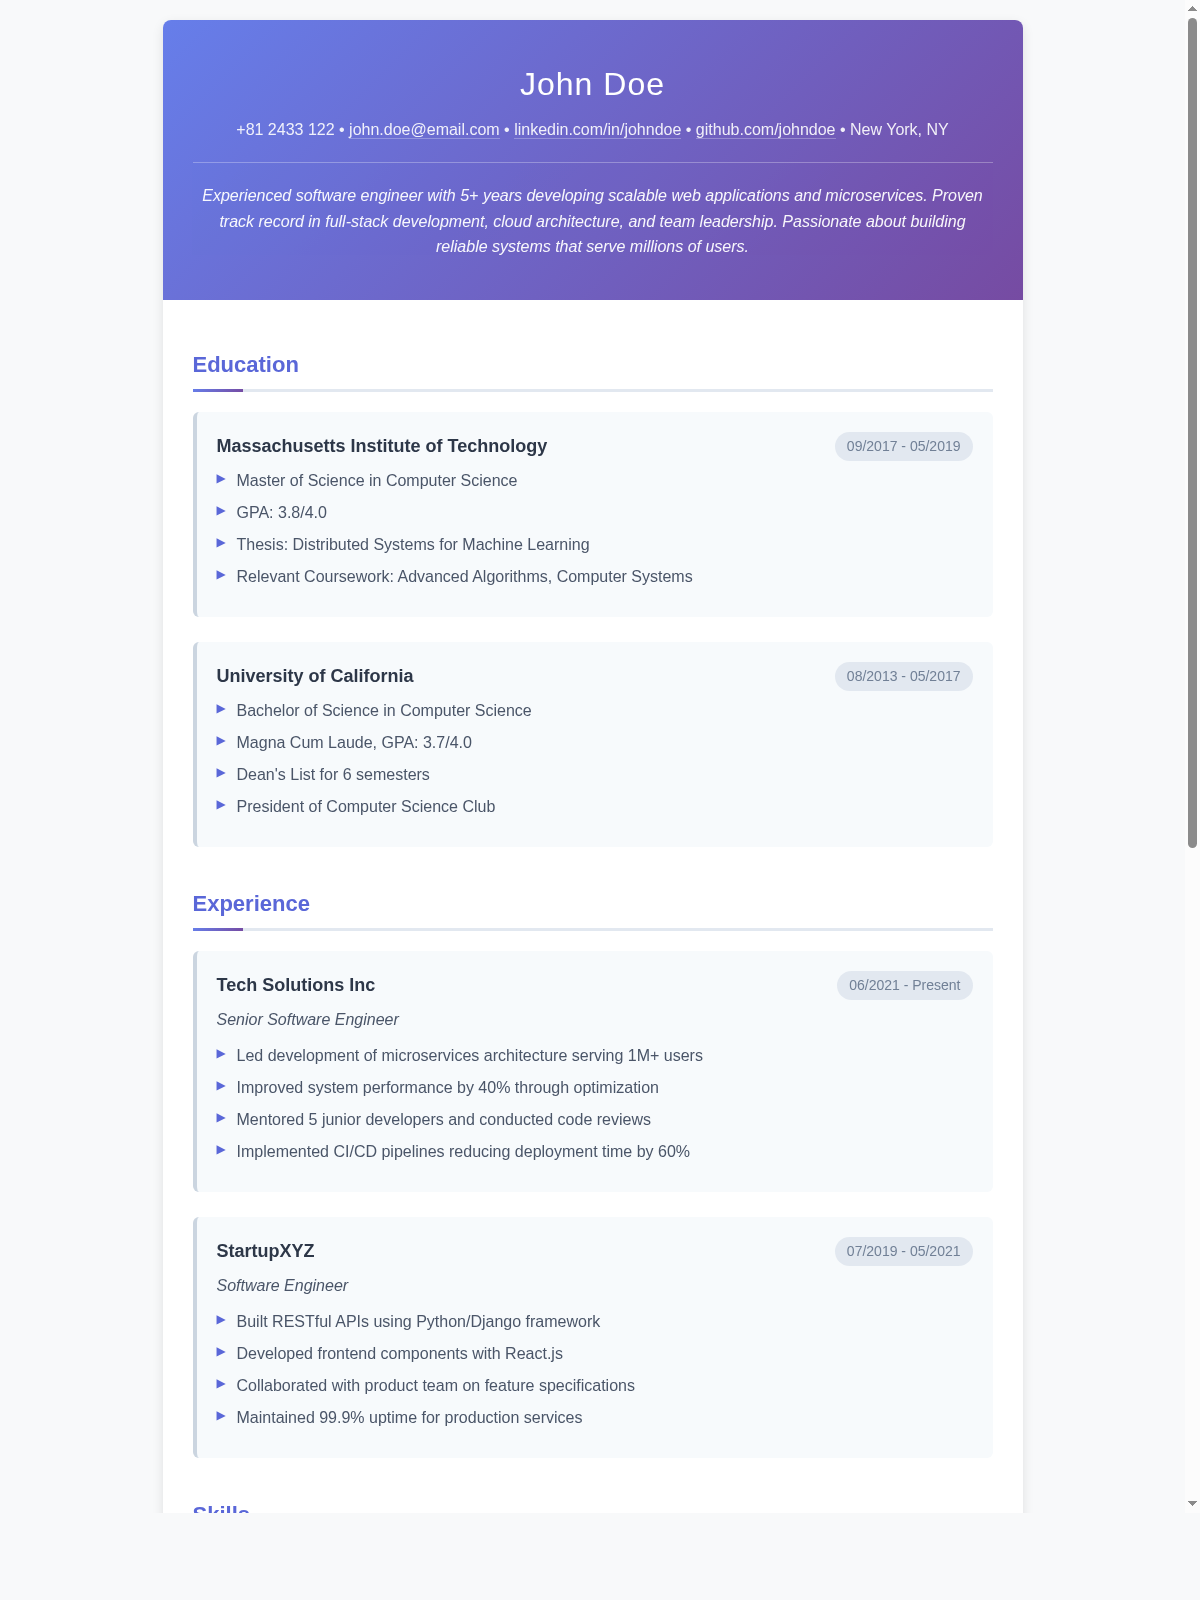 John Doe
+81 2433 122 • john.doe@email.com • linkedin.com/in/johndoe • github.com/johndoe • New York, NY
Experienced software engineer with 5+ years developing scalable web applications and microservices. Proven
track record in full-stack development, cloud architecture, and team leadership. Passionate about building
reliable systems that serve millions of users.
Education
Massachusetts Institute of Technology 09/2017 - 05/2019
▶ Master of Science in Computer Science
▶ GPA: 3.8/4.0
▶ Thesis: Distributed Systems for Machine Learning
▶ Relevant Coursework: Advanced Algorithms, Computer Systems
University of California 08/2013 - 05/2017
▶ Bachelor of Science in Computer Science
▶ Magna Cum Laude, GPA: 3.7/4.0
▶ Dean's List for 6 semesters
▶ President of Computer Science Club
Experience
Tech Solutions Inc 06/2021 - Present
Senior Software Engineer
▶ Led development of microservices architecture serving 1M+ users
▶ Improved system performance by 40% through optimization
▶ Mentored 5 junior developers and conducted code reviews
▶ Implemented CI/CD pipelines reducing deployment time by 60%
StartupXYZ 07/2019 - 05/2021
Software Engineer
▶ Built RESTful APIs using Python/Django framework
▶ Developed frontend components with React.js
▶ Collaborated with product team on feature specifications
▶ Maintained 99.9% uptime for production services
Skills